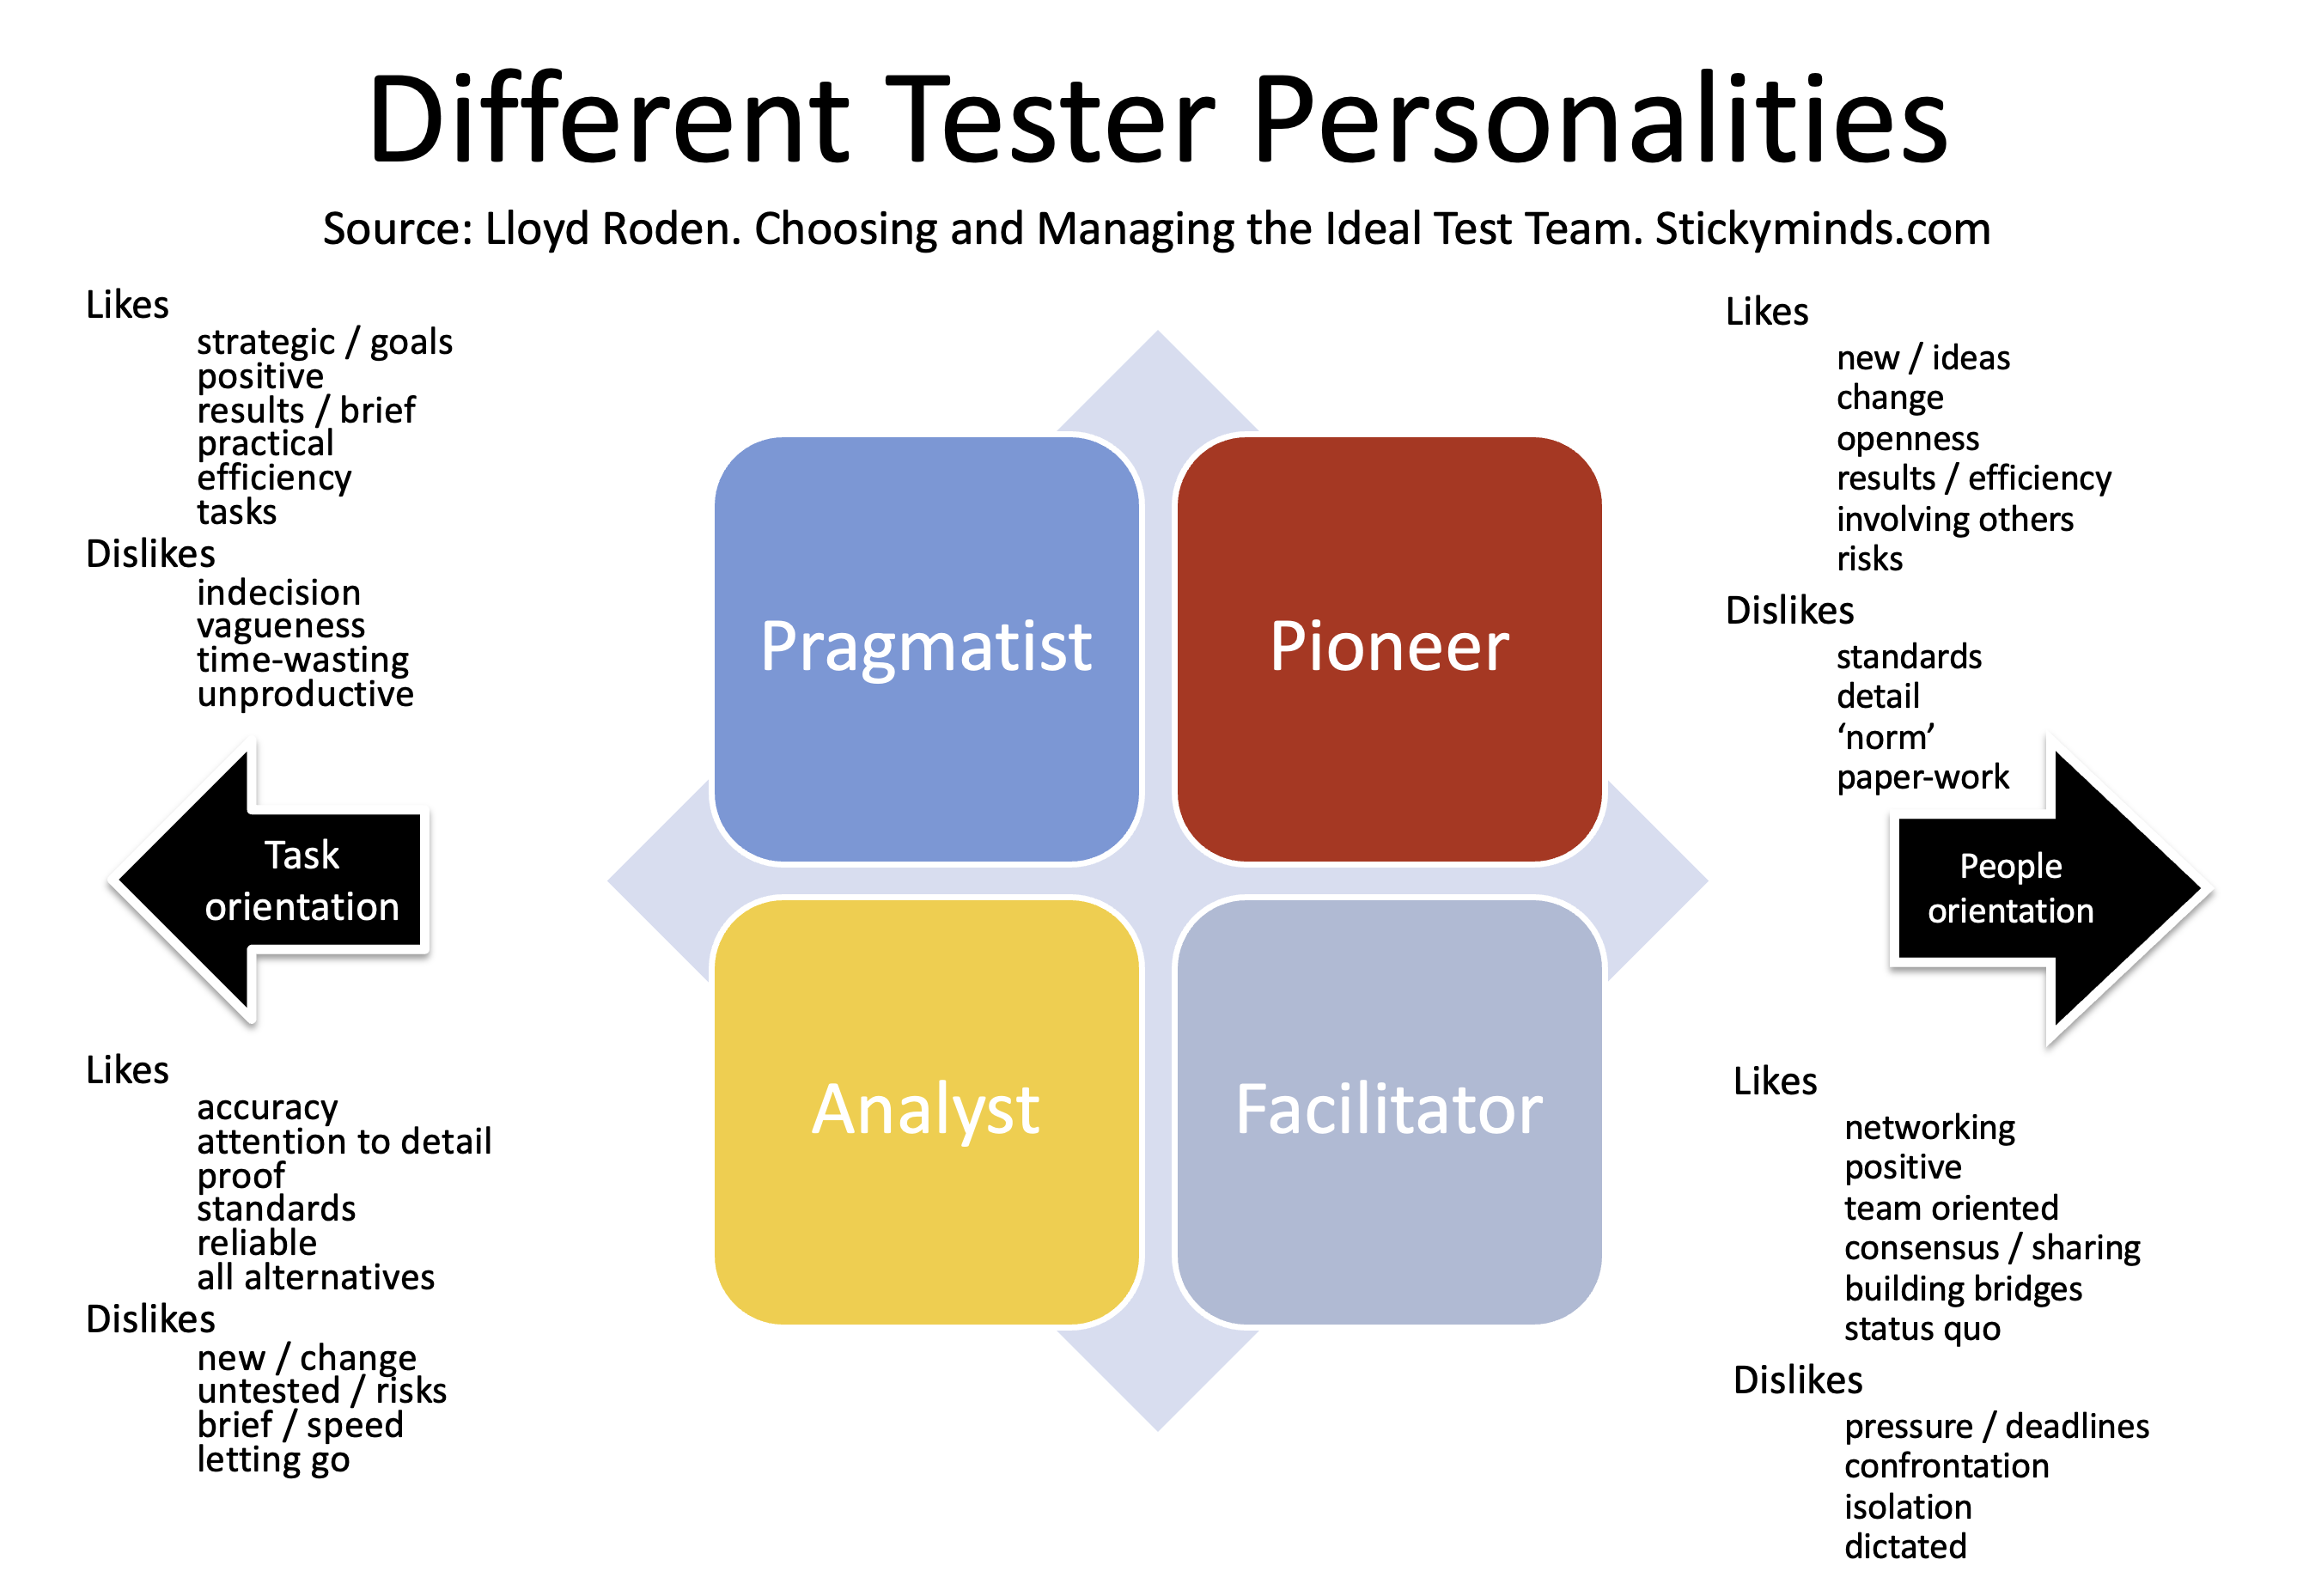 Different Tester Personalities
Source: Lloyd Roden. Choosing and Managing the Ideal Test Team. Stickyminds.com
Likes
strategic / goals
positive
results / brief
practical
efficiency
tasks
Dislikes
indecision
vagueness
time-wasting
unproductive
Pragmatist
Pioneer
Likes
new / ideas
change
openness
results / efficiency
involving others
risks
Dislikes
standards
detail
‘norm’
paper-work
Task
orientation
People
orientation
Likes
accuracy
attention to detail
proof
standards
reliable
all alternatives
Dislikes
new / change
untested / risks
brief / speed
letting go
Analyst
Facilitator
Likes
networking
positive
team oriented
consensus / sharing
building bridges
status quo
Dislikes
pressure / deadlines
confrontation
isolation
dictated